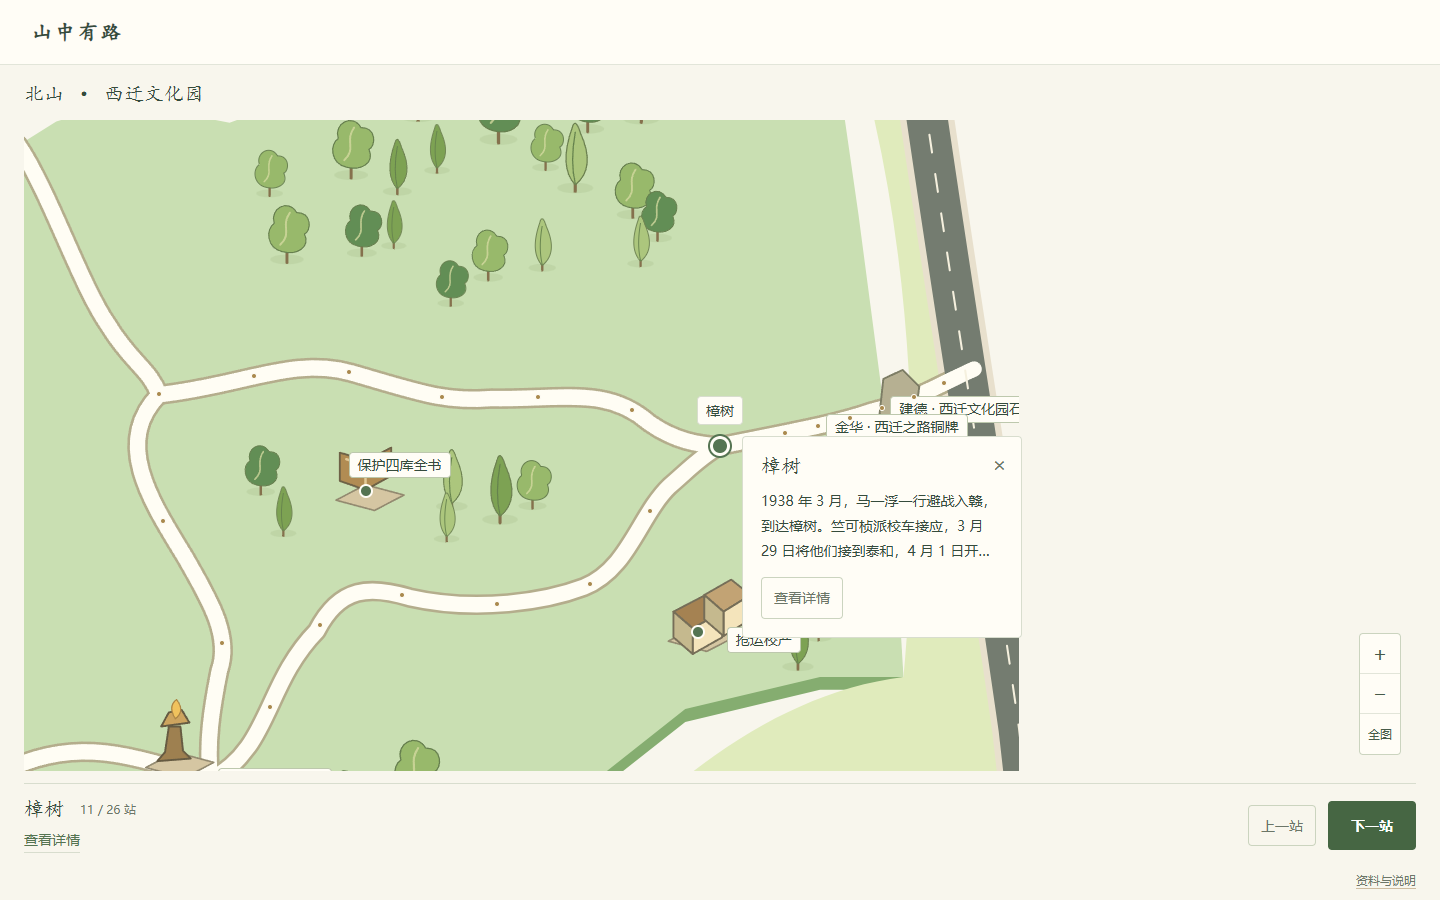 山中有路
北山 • 西迁文化园
樟树
建德 · 西迁文化园石
金华 · 西迁之路铜牌
保护四库全书
樟树
×
1938 年 3 月，马一浮一行避战入赣，
到达樟树。竺可桢派校车接应，3 月
29 日将他们接到泰和，4 月 1 日开…
查看详情
抢运校产
+
−
全图
樟树 11 / 26 站
查看详情
上一站
下一站
资料与说明